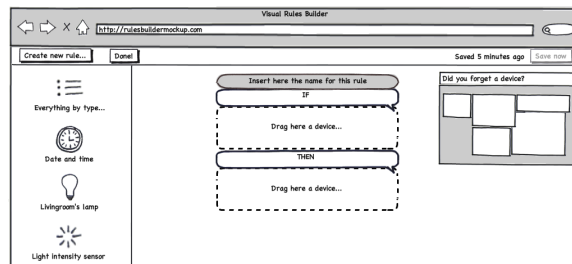 Visual Rules Builder
http://rulesbuildermockup.com
Create new rule...
Done!
Saved 5 minutes ago
Save now
Everything by type...
Date and time
Livingroom's lamp
Light intensity sensor
Insert here the name for this rule
IF
Drag here a device...
THEN
Drag here a device...
Did you forget a device?